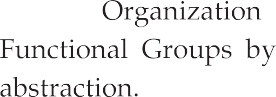 Organization
Functional Groups by
abstraction.